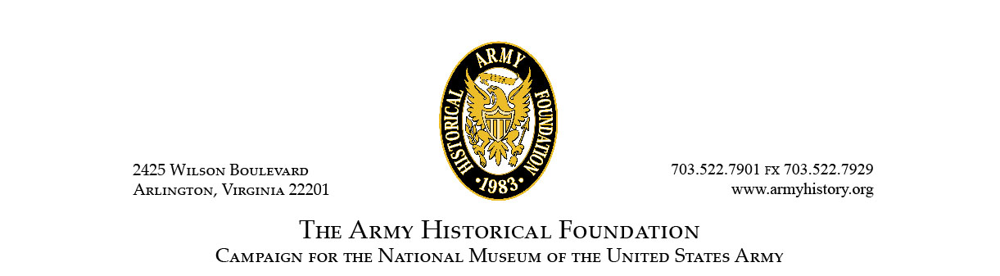 ARMY
HISTORICAL FOUNDATION
•1983•
2425 Wilson Boulevard
Arlington, Virginia 22201
703.522.7901 fx 703.522.7929
www.armyhistory.org
The Army Historical Foundation
Campaign for the National Museum of the United States Army